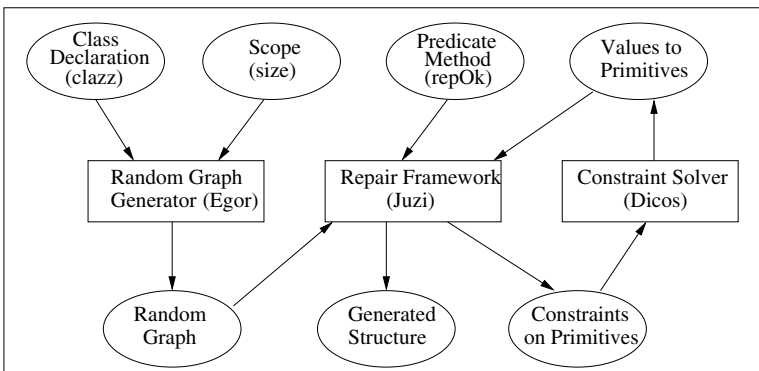 Class
Declaration
(clazz)
Scope
(size)
Predicate
Method
(repOk)
Values to
Primitives
Random Graph
Generator (Egor)
Repair Framework
(Juzi)
Constraint Solver
(Dicos)
Random
Graph
Generated
Structure
Constraints
on Primitives